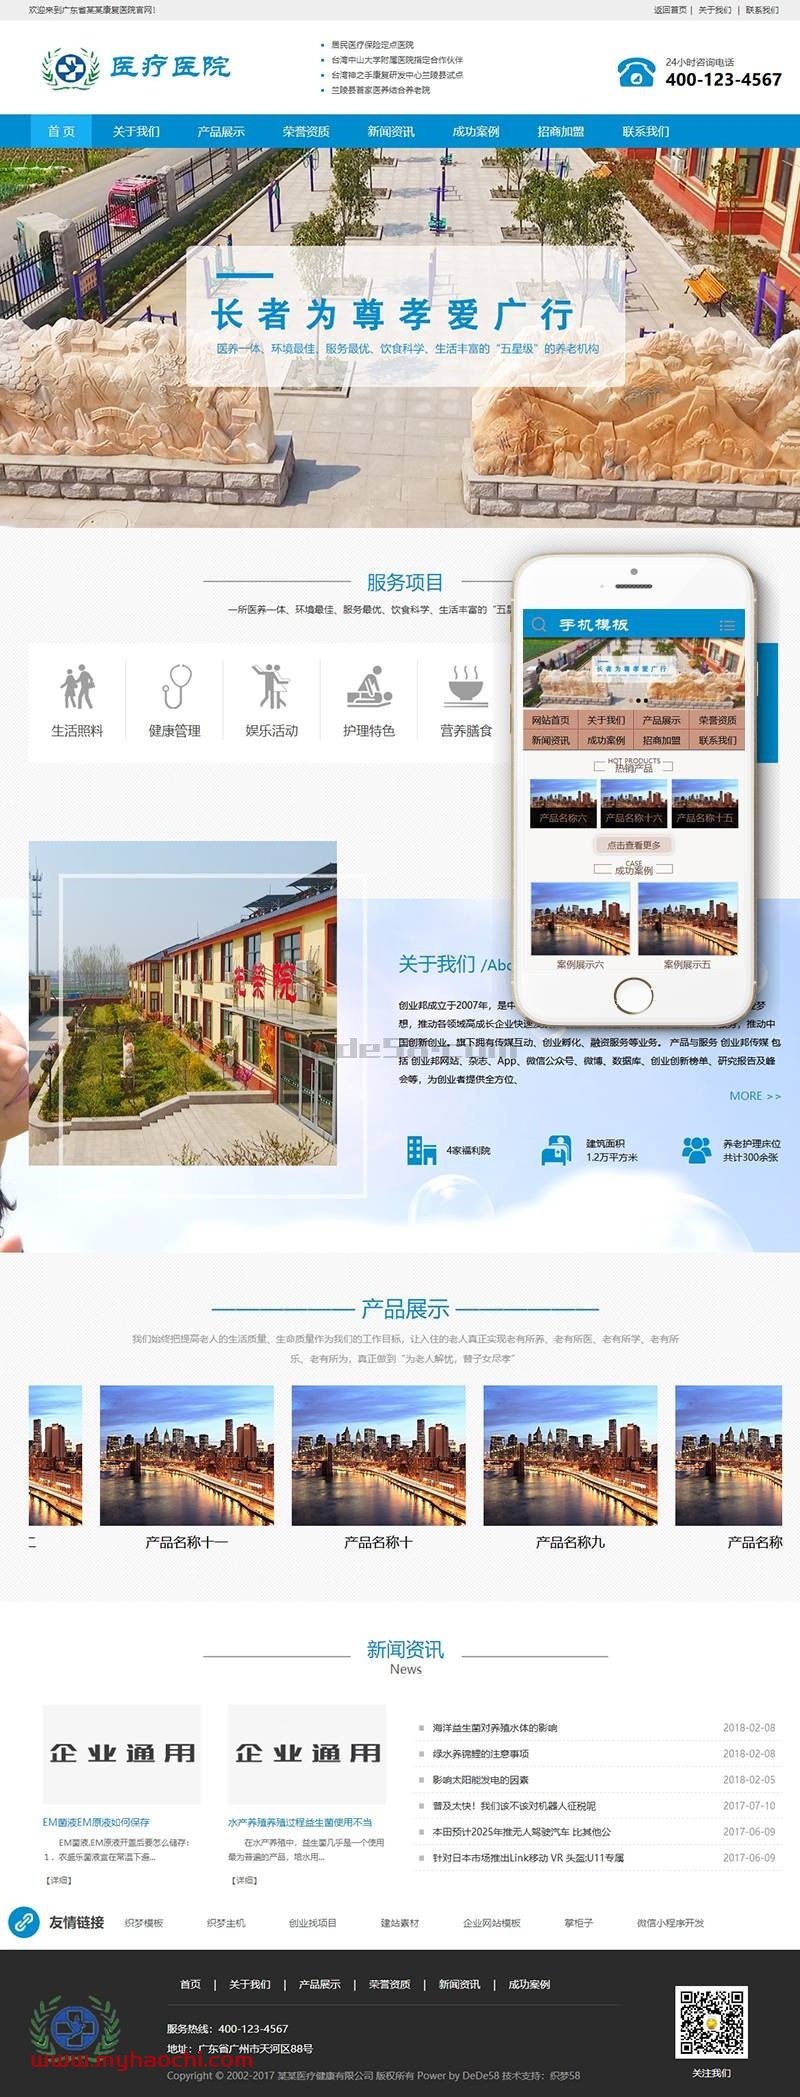 欢迎来到广东省某某康复医院官网！
返回首页 | 关于我们 | 联系我们
医疗医院
居民医疗保险定点医院
台湾中山大学附属医院指定合作伙伴
台湾神之手康复研发中心兰陵县试点
兰陵县首家医养结合养老院
24小时咨询电话
400-123-4567
首 页 关于我们 产品展示 荣誉资质 新闻资讯 成功案例 招商加盟 联系我们
长者为尊孝爱广行
医养一体、环境最佳、服务最优、饮食科学、生活丰富的“五星级”的养老机构
服务项目
一所医养一体、环境最佳、服务最优、饮食科学、生活丰富的“五
生活照料 健康管理 娱乐活动 护理特色 营养膳食
手机模板
长者为尊孝爱广行
网站首页 关于我们 产品展示 荣誉资质
新闻资讯 成功案例 招商加盟 联系我们
HOT PRODUCTS
热销产品
产品名称六 产品名称十六 产品名称十五
点击查看更多
CASE
成功案例
案例展示六 案例展示五
光荣院
关于我们 /Abo
创业邦成立于2007年，是中
业梦
想，推动各领域高成长企业快速发
务，推动中
国创新创业。旗下拥有传媒互动、创业孵化、融资服务等业务。 产品与服务 创业邦传媒 包
括 创业邦网站、杂志、App、微信公众号、微博、数据库、创业创新榜单、研究报告及峰
会等，为创业者提供全方位、
de58.com
MORE >>
4家福利院
建筑面积
1.2万平方米
养老护理床位
共计300余张
产品展示
我们始终把提高老人的生活质量、生命质量作为我们的工作目标，让入住的老人真正实现老有所养、老有所医、老有所学、老有所
乐、老有所为，真正做到“为老人解忧，替子女尽孝”
二 产品名称十一 产品名称十 产品名称九 产品名称
新闻资讯
News
企业通用
EM菌液EM原液如何保存
EM菌液,EM原液开盖后要怎么储存：
1 、农盛乐菌液宜在常温下避...
【详细】
企业通用
水产养殖养殖过程益生菌使用不当
在水产养殖中，益生菌几乎是一个使用
最为普遍的产品，培水用...
【详细】
海洋益生菌对养殖水体的影响 2018-02-08
绿水养锦鲤的注意事项 2018-02-08
影响太阳能发电的因素 2018-02-05
普及太快！我们该不该对机器人征税呢 2017-07-10
本田预计2025年推无人驾驶汽车 比其他公 2017-06-09
针对日本市场推出Link移动 VR 头盔:U11专属 2017-06-09
友情链接 织梦模板 织梦主机 创业找项目 建站素材 企业网站模板 掌柜子 微信小程序开发
首页 | 关于我们 | 产品展示 | 荣誉资质 | 新闻资讯 | 成功案例
服务热线：400-123-4567
地址：广东省广州市天河区88号
Copyright © 2002-2017 某某医疗健康有限公司 版权所有 Power by DeDe58 技术支持：织梦58
关注我们
www.myhaochi.com